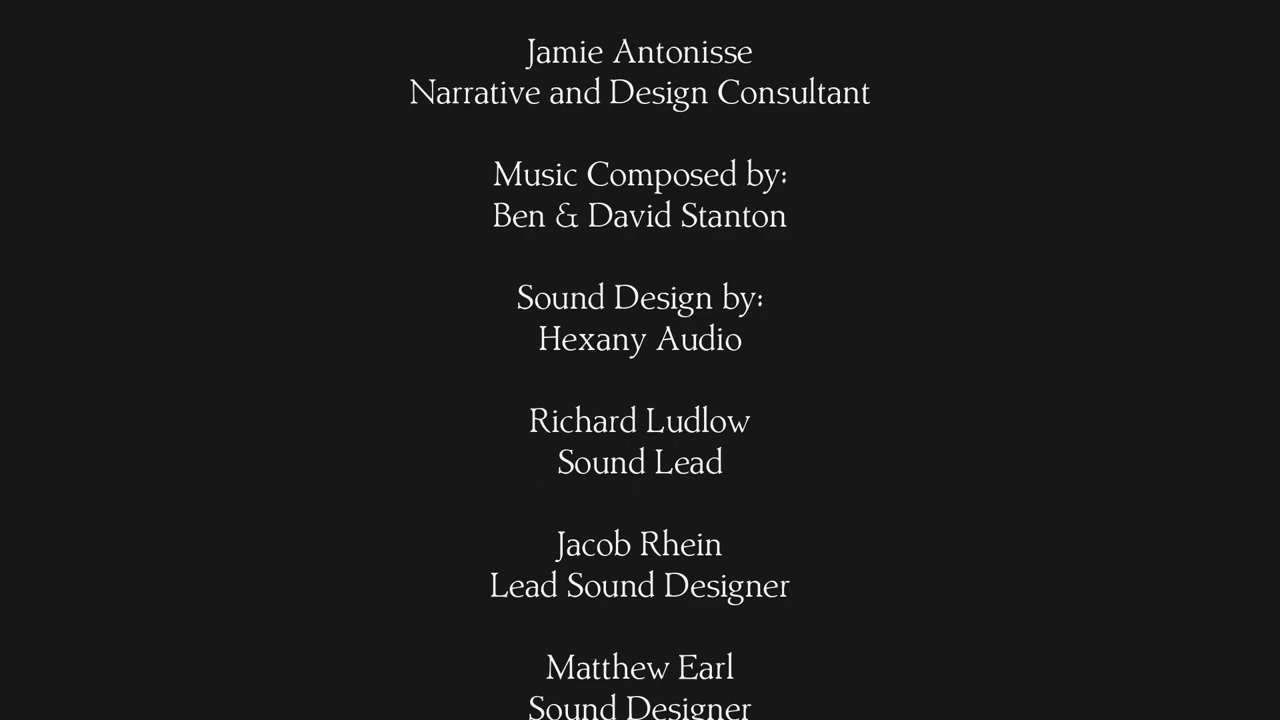 Jamie Antonisse
Narrative and Design Consultant
Music Composed by:
Ben & David Stanton
Sound Design by:
Hexany Audio
Richard Ludlow
Sound Lead
Jacob Rhein
Lead Sound Designer
Matthew Earl
Sound Designer